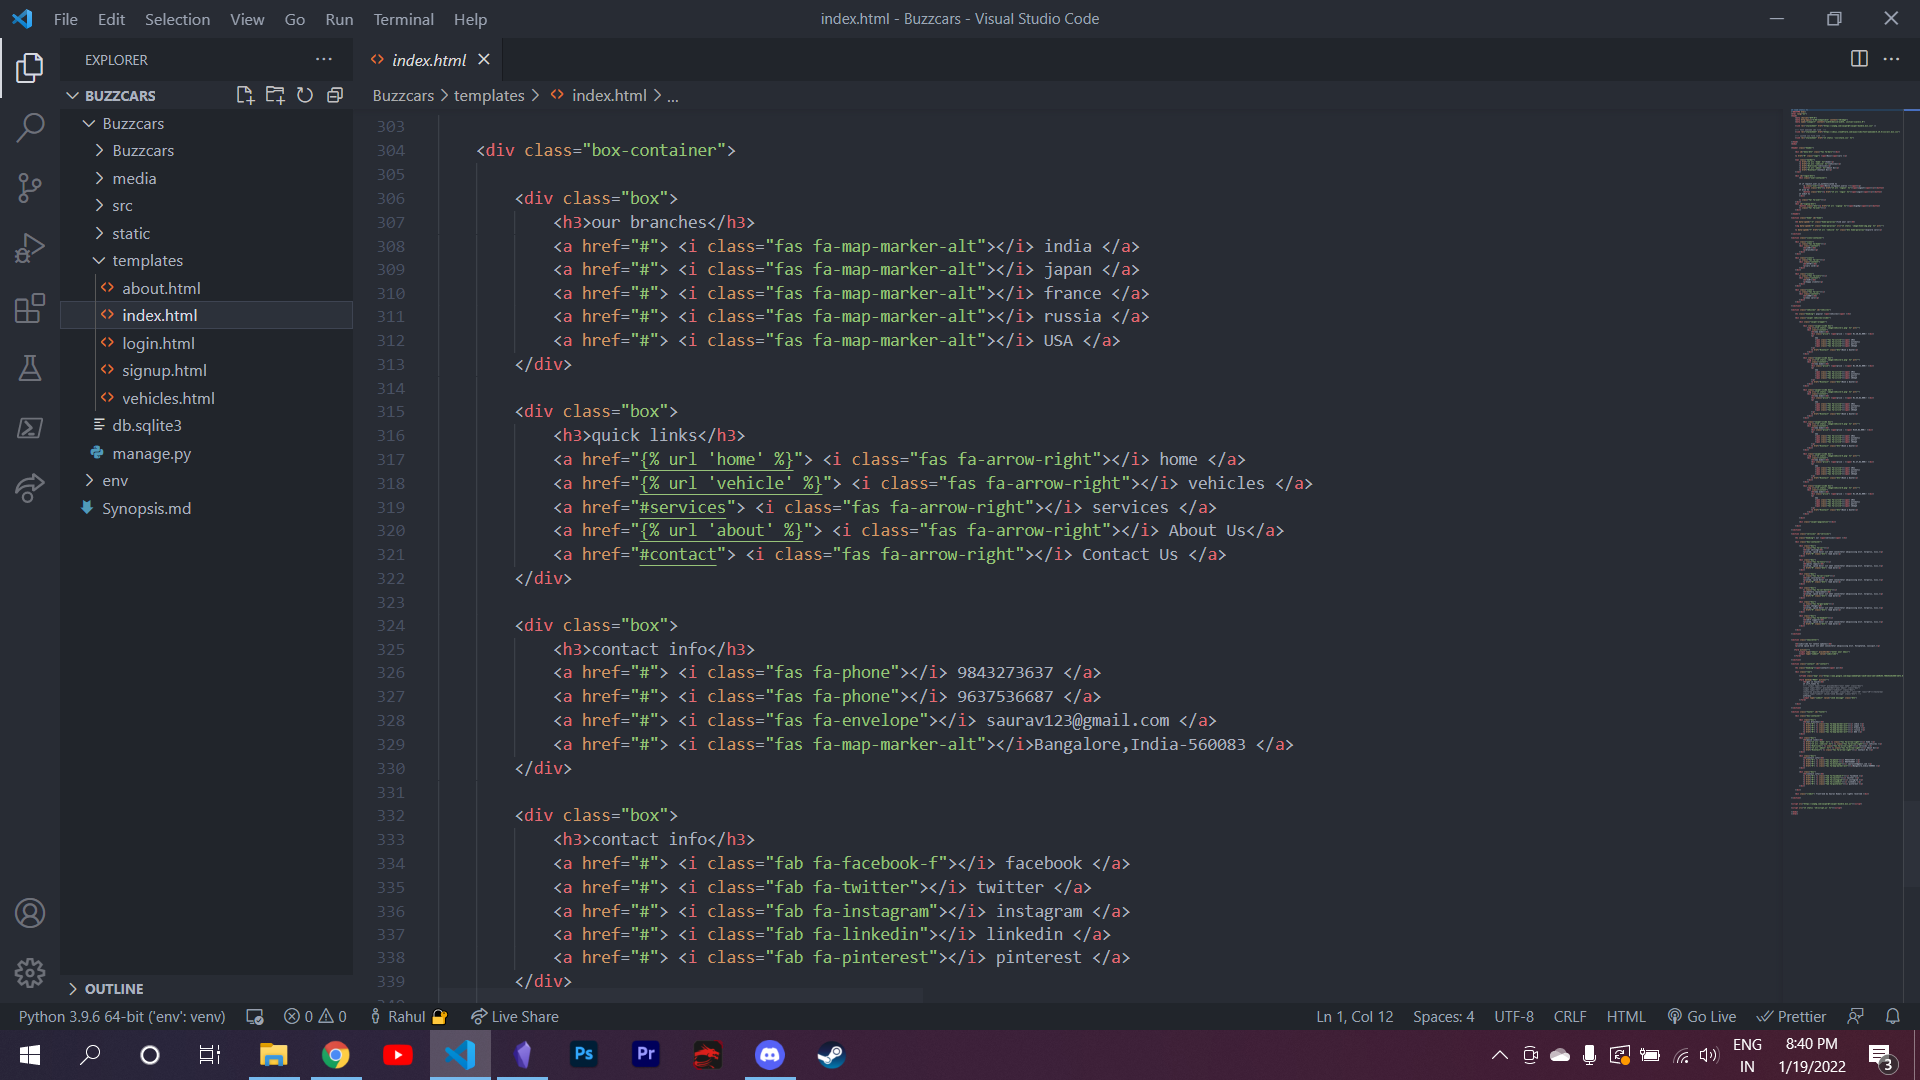 File Edit Selection View Go Run Terminal Help
index.html - Buzzcars - Visual Studio Code
EXPLORER
index.html
BUZZCARS
Buzzcars > templates > index.html > ...
Buzzcars
Buzzcars
media
src
static
templates
about.html
index.html
login.html
signup.html
vehicles.html
db.sqlite3
manage.py
env
Synopsis.md
OUTLINE
303
304 <div class="box-container">
305
306 <div class="box">
307 <h3>our branches</h3>
308 <a href="#"> <i class="fas fa-map-marker-alt"></i> india </a>
309 <a href="#"> <i class="fas fa-map-marker-alt"></i> japan </a>
310 <a href="#"> <i class="fas fa-map-marker-alt"></i> france </a>
311 <a href="#"> <i class="fas fa-map-marker-alt"></i> russia </a>
312 <a href="#"> <i class="fas fa-map-marker-alt"></i> USA </a>
313 </div>
314
315 <div class="box">
316 <h3>quick links</h3>
317 <a href="{% url 'home' %}"> <i class="fas fa-arrow-right"></i> home </a>
318 <a href="{% url 'vehicle' %}"> <i class="fas fa-arrow-right"></i> vehicles </a>
319 <a href="#services"> <i class="fas fa-arrow-right"></i> services </a>
320 <a href="{% url 'about' %}"> <i class="fas fa-arrow-right"></i> About Us</a>
321 <a href="#contact"> <i class="fas fa-arrow-right"></i> Contact Us </a>
322 </div>
323
324 <div class="box">
325 <h3>contact info</h3>
326 <a href="#"> <i class="fas fa-phone"></i> 9843273637 </a>
327 <a href="#"> <i class="fas fa-phone"></i> 9637536687 </a>
328 <a href="#"> <i class="fas fa-envelope"></i> saurav123@gmail.com </a>
329 <a href="#"> <i class="fas fa-map-marker-alt"></i>Bangalore,India-560083 </a>
330 </div>
331
332 <div class="box">
333 <h3>contact info</h3>
334 <a href="#"> <i class="fab fa-facebook-f"></i> facebook </a>
335 <a href="#"> <i class="fab fa-twitter"></i> twitter </a>
336 <a href="#"> <i class="fab fa-instagram"></i> instagram </a>
337 <a href="#"> <i class="fab fa-linkedin"></i> linkedin </a>
338 <a href="#"> <i class="fab fa-pinterest"></i> pinterest </a>
339 </div>
Python 3.9.6 64-bit ('env': venv) 0 0 Rahul Live Share Ln 1, Col 12 Spaces: 4 UTF-8 CRLF HTML Go Live Prettier
Ps Pr
ENG
IN
8:40 PM
1/19/2022
3